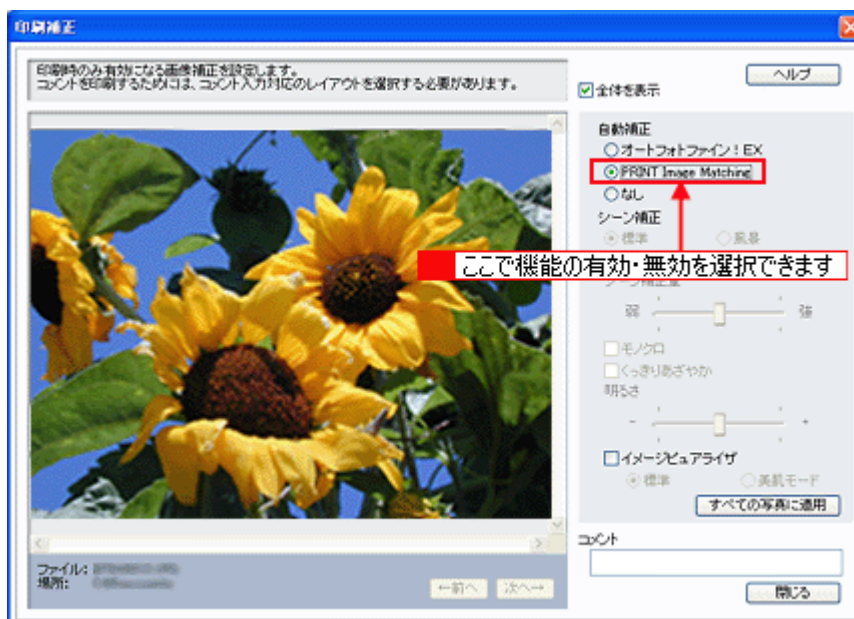 印刷補正
印刷時のみ有効になる画像補正を設定します。
コメントを印刷するためには、コメント入力対応のレイアウトを選択する必要があります。
ヘルプ
全体を表示
自動補正
オートフォトファイン！EX
PRINT Image Matching
なし
シーン補正
標準
風景
ここで機能の有効・無効を選択できます
シーン補正量
弱
強
モノクロ
くっきりあざやか
明るさ
-
+
イメージビュアライザ
標準
美肌モード
すべての写真に適用
コメント
ファイル:
場所:
←前へ
次へ→
閉じる